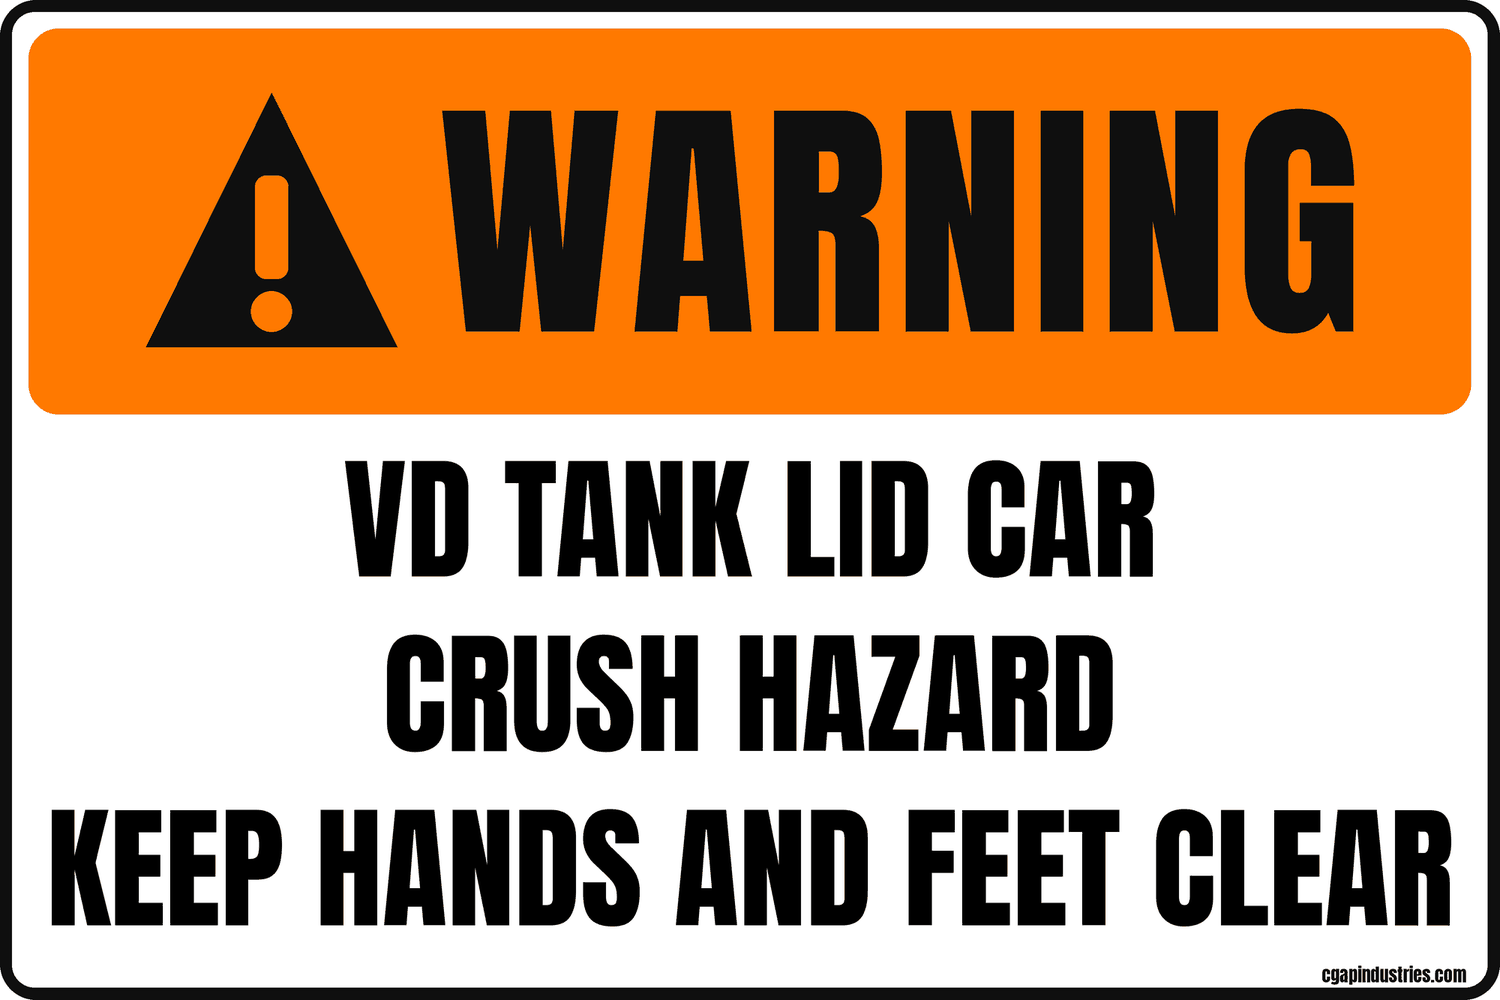 WARNING
VD TANK LID CAR
CRUSH HAZARD
KEEP HANDS AND FEET CLEAR
cgapindustries.com